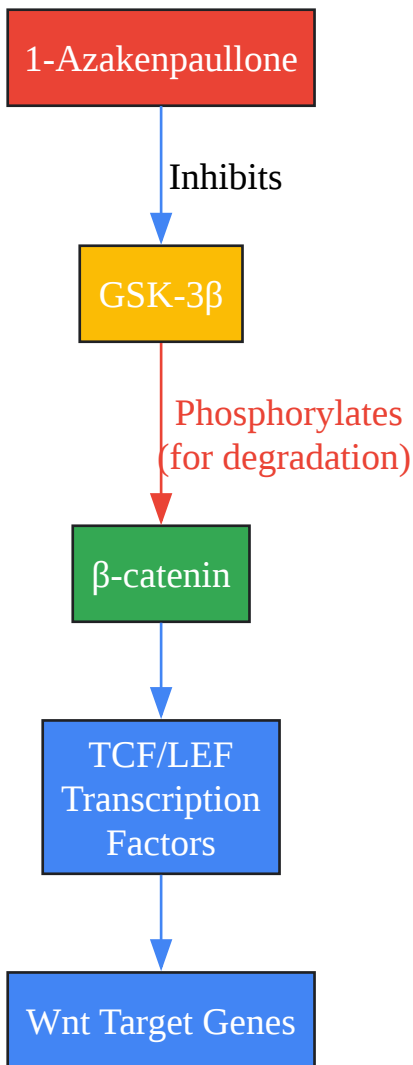 1-Azakenpaullone
Inhibits
GSK-3β
Phosphorylates
(for degradation)
β-catenin
TCF/LEF
Transcription
Factors
Wnt Target Genes